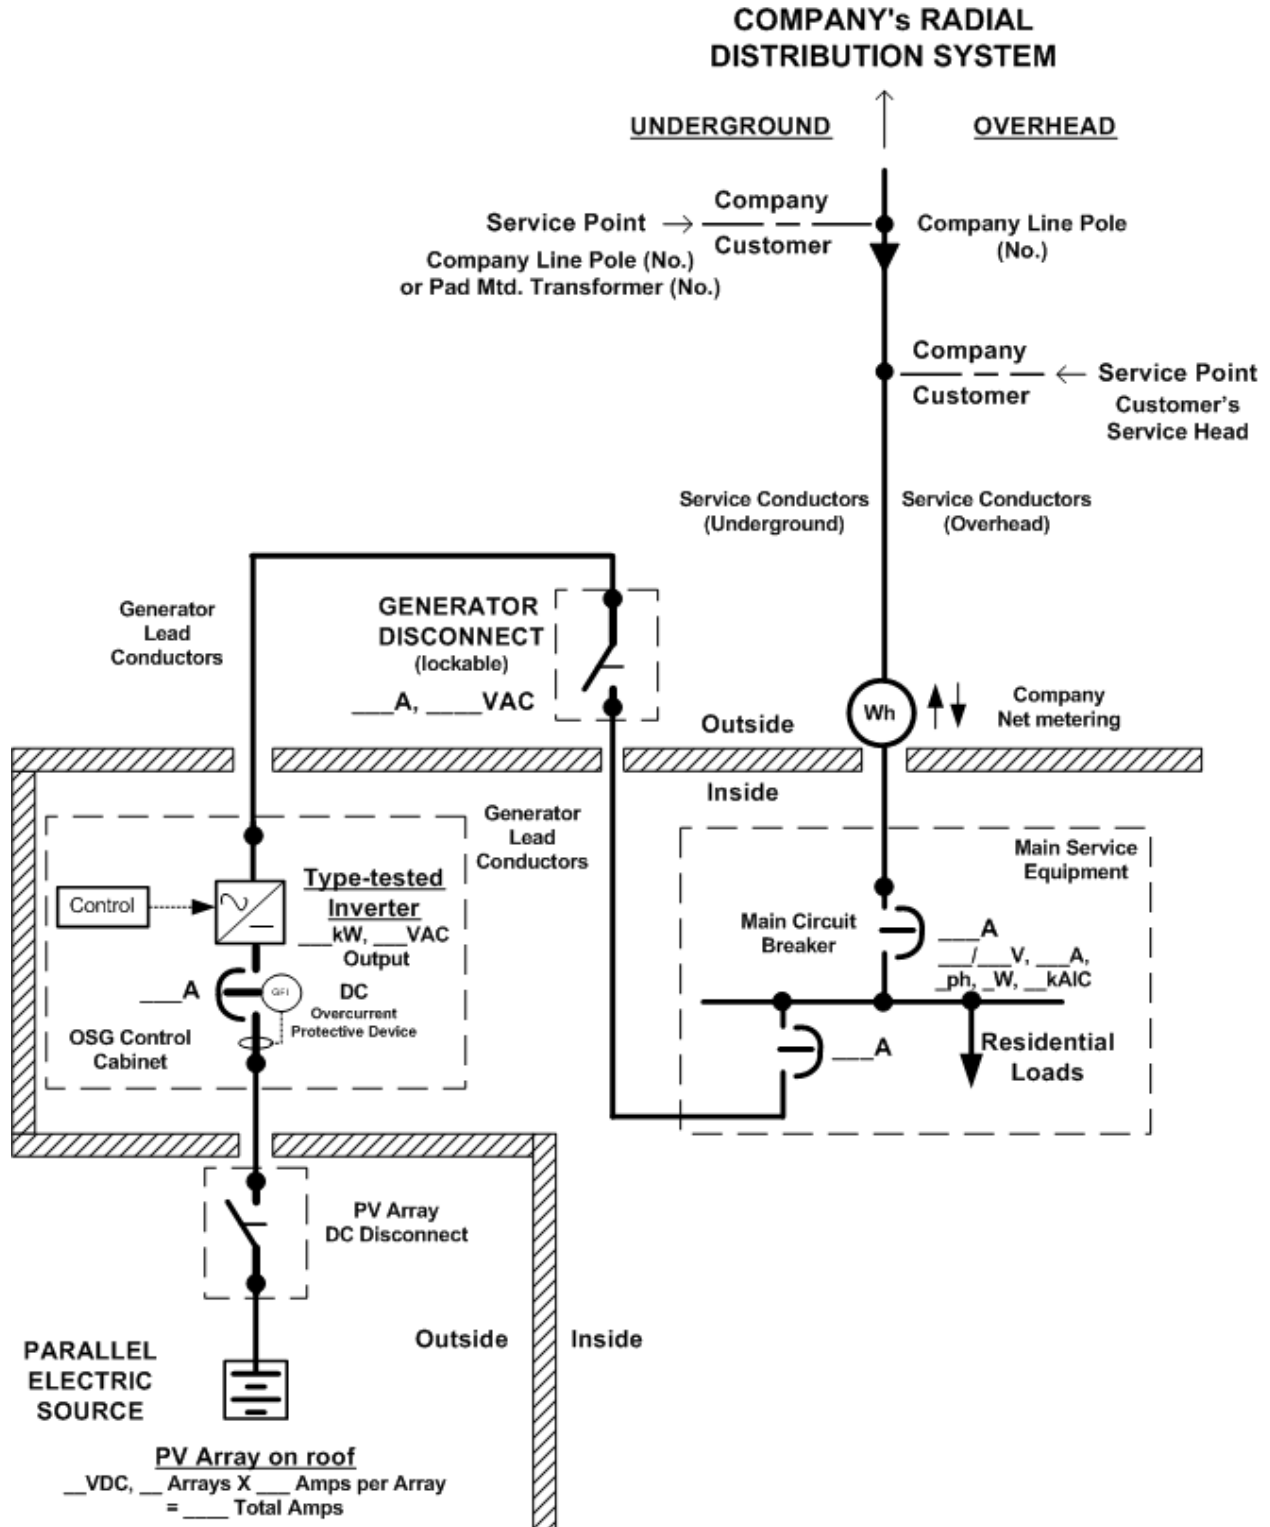 COMPANY's RADIAL
DISTRIBUTION SYSTEM
UNDERGROUND
OVERHEAD
Service Point
Company
Customer
Company Line Pole (No.)
or Pad Mtd. Transformer (No.)
Company Line Pole
(No.)
Company
Customer
Service Point
Customer's
Service Head
Service Conductors
(Underground)
Service Conductors
(Overhead)
Generator
Lead
Conductors
GENERATOR
DISCONNECT
(lockable)
___A, ____VAC
Outside
Wh
Company
Net metering
Inside
Generator
Lead
Conductors
Control
Type-tested
Inverter
___kW, ___VAC
Output
___A
GFI
DC
Overcurrent
Protective Device
OSG Control
Cabinet
Main Service
Equipment
Main Circuit
Breaker
___A
___/___V, ___A,
_ph, _W, __kAIC
___A
Residential
Loads
PV Array
DC Disconnect
Outside
Inside
PARALLEL
ELECTRIC
SOURCE
PV Array on roof
__VDC, __ Arrays X ___ Amps per Array
= ____ Total Amps